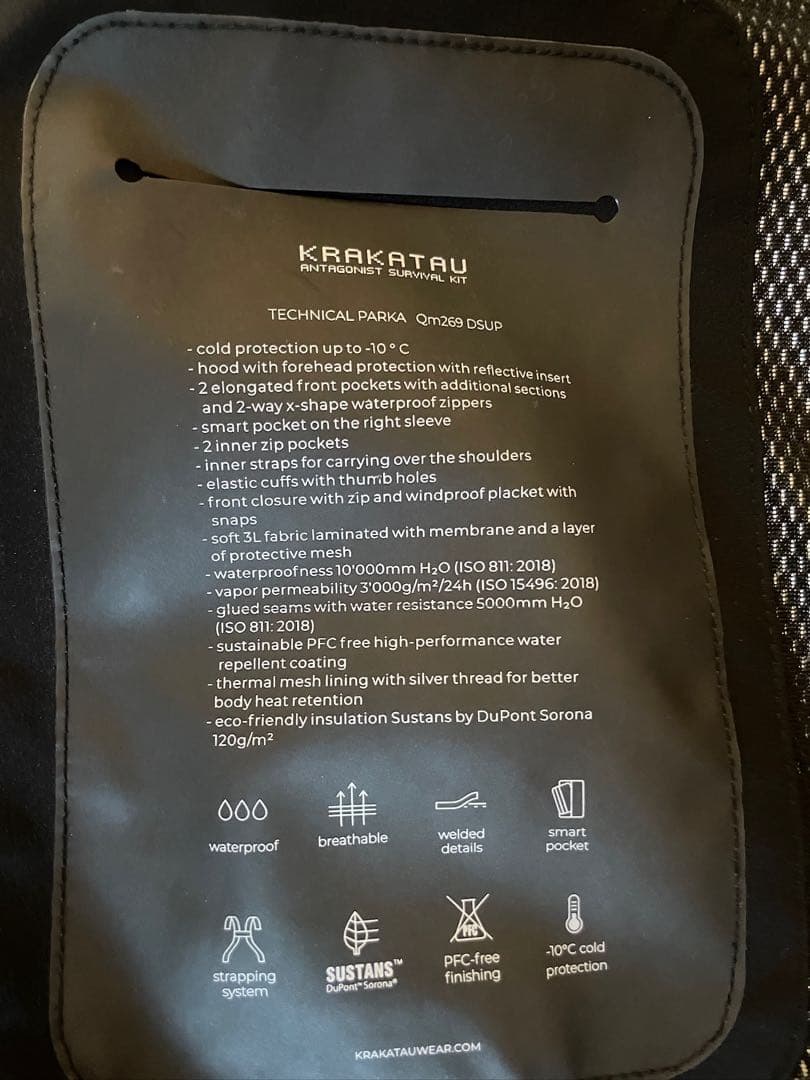 KRAKATAU
ANTAGONIST SURVIVAL KIT
TECHNICAL PARKA Qm269 DSUP
- cold protection up to -10 ° C
- hood with forehead protection with reflective insert
- 2 elongated front pockets with additional sections
and 2-way x-shape waterproof zippers
- smart pocket on the right sleeve
- 2 inner zip pockets
- inner straps for carrying over the shoulders
- elastic cuffs with thumb holes
- front closure with zip and windproof placket with
snaps
- soft 3L fabric laminated with membrane and a layer
of protective mesh
- waterproofness 10'000mm H₂O (ISO 811: 2018)
- vapor permeability 3'000g/m²/24h (ISO 15496: 2018)
- glued seams with water resistance 5000mm H₂O
(ISO 811: 2018)
- sustainable PFC free high-performance water
repellent coating
- thermal mesh lining with silver thread for better
body heat retention
- eco-friendly insulation Sustans by DuPont Sorona
120g/m²
waterproof
breathable
welded
details
smart
pocket
strapping
system
SUSTANS™
DuPont™ Sorona®
PFC
PFC-free
finishing
-10°C cold
protection
KRAKATAUWEAR.COM